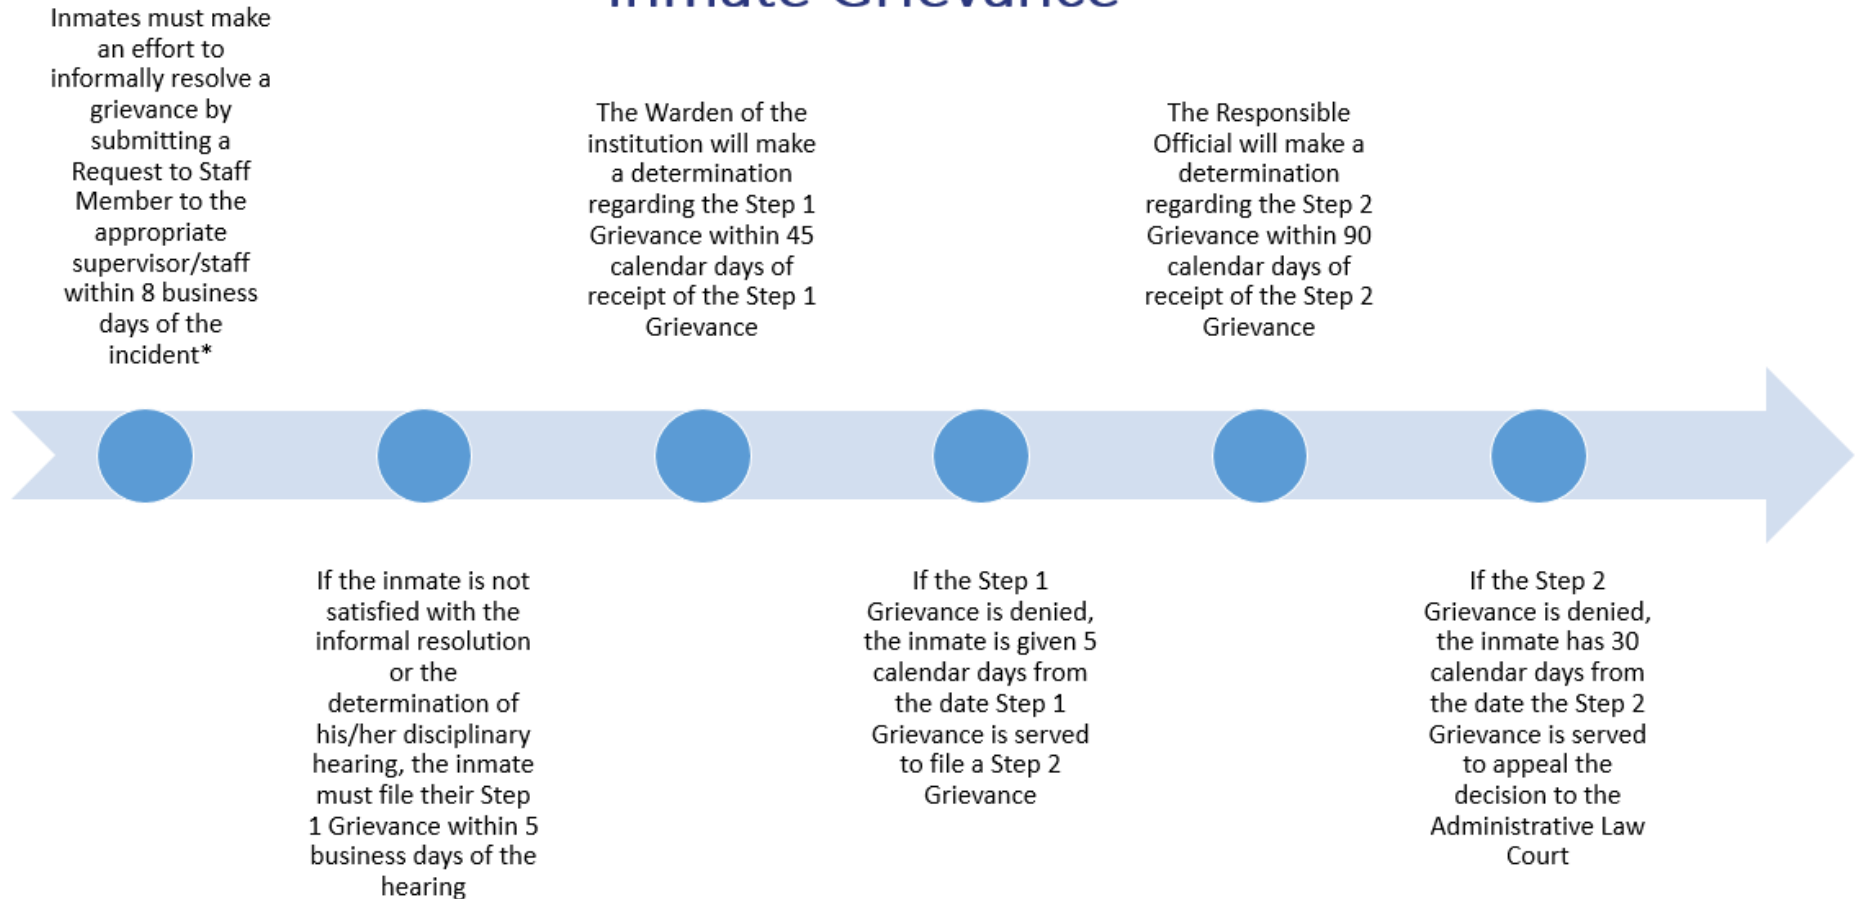 Inmate Grievance
Inmates must make
an effort to
informally resolve a
grievance by
submitting a
Request to Staff
Member to the
appropriate
supervisor/staff
within 8 business
days of the
incident*
If the inmate is not
satisfied with the
informal resolution
or the
determination of
his/her disciplinary
hearing, the inmate
must file their Step
1 Grievance within 5
business days of the
hearing
The Warden of the
institution will make
a determination
regarding the Step 1
Grievance within 45
calendar days of
receipt of the Step 1
Grievance
If the Step 1
Grievance is denied,
the inmate is given 5
calendar days from
the date Step 1
Grievance is served
to file a Step 2
Grievance
The Responsible
Official will make a
determination
regarding the Step 2
Grievance within 90
calendar days of
receipt of the Step 2
Grievance
If the Step 2
Grievance is denied,
the inmate has 30
calendar days from
the date the Step 2
Grievance is served
to appeal the
decision to the
Administrative Law
Court